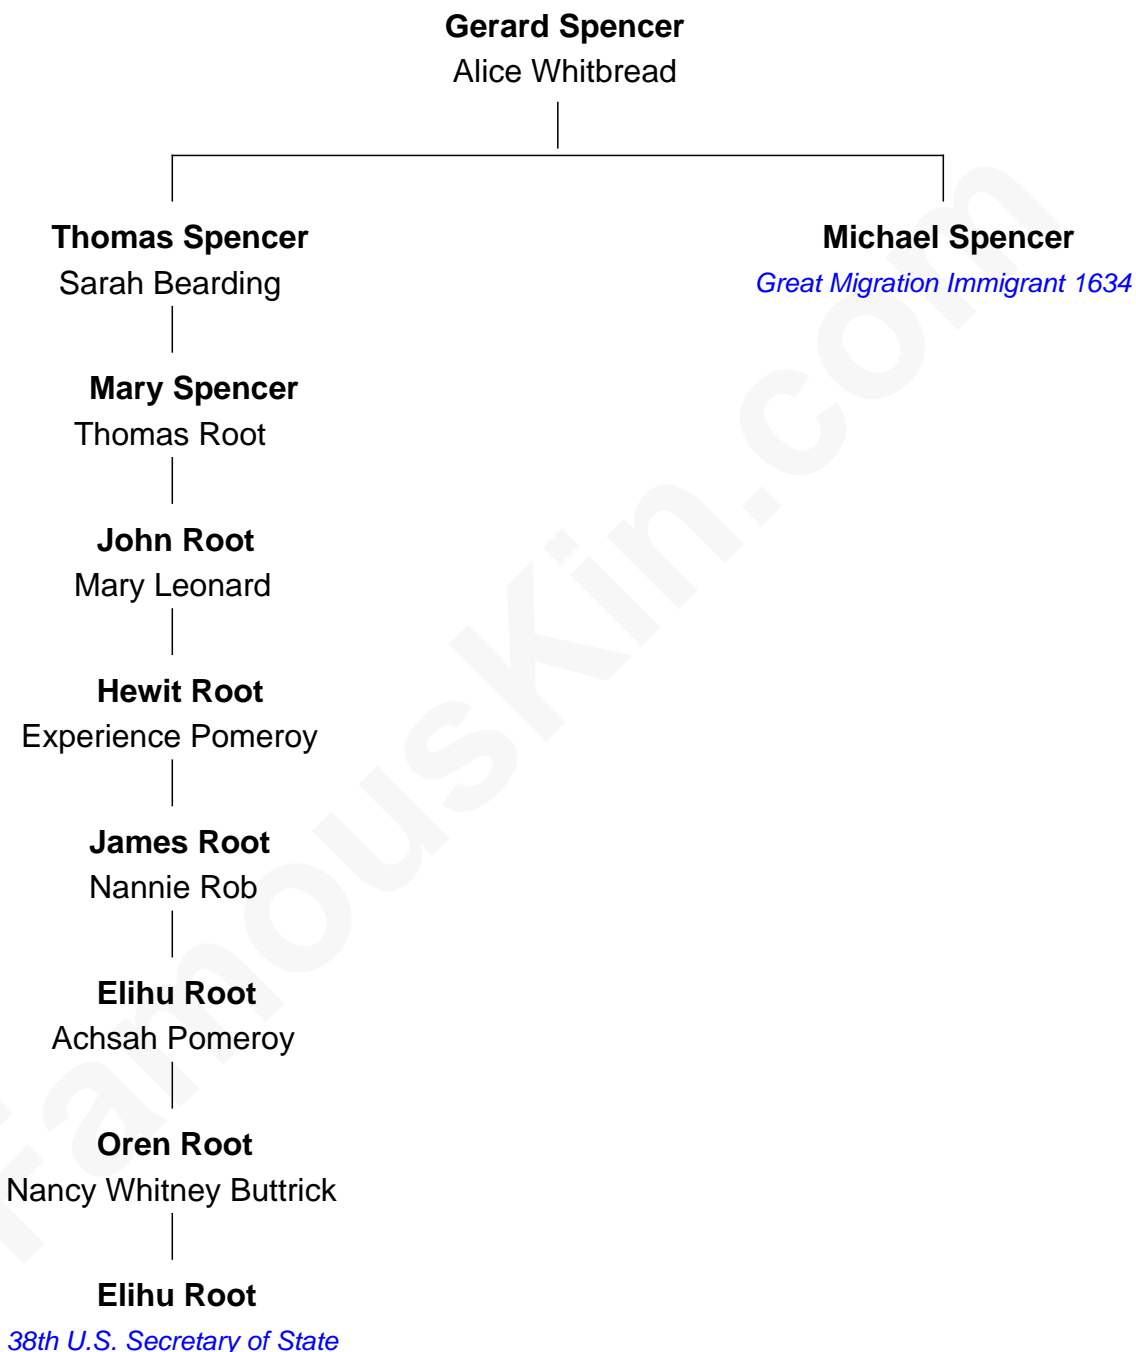 Gerard Spencer
Alice Whitbread
Thomas Spencer
Sarah Bearding
Michael Spencer
Great Migration Immigrant 1634
Mary Spencer
Thomas Root
John Root
Mary Leonard
Hewit Root
Experience Pomeroy
James Root
Nannie Rob
Elihu Root
Achsah Pomeroy
Oren Root
Nancy Whitney Buttrick
Elihu Root
38th U.S. Secretary of State
famouskin.com